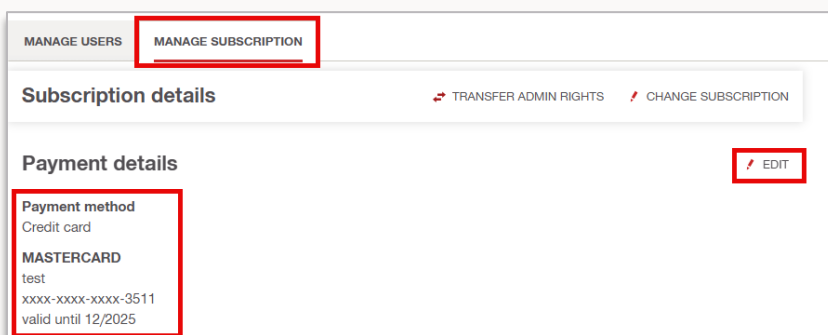 MANAGE USERS MANAGE SUBSCRIPTION
Subscription details TRANSFER ADMIN RIGHTS CHANGE SUBSCRIPTION
Payment details EDIT
Payment method
Credit card
MASTERCARD
test
xxxx-xxxx-xxxx-3511
valid until 12/2025